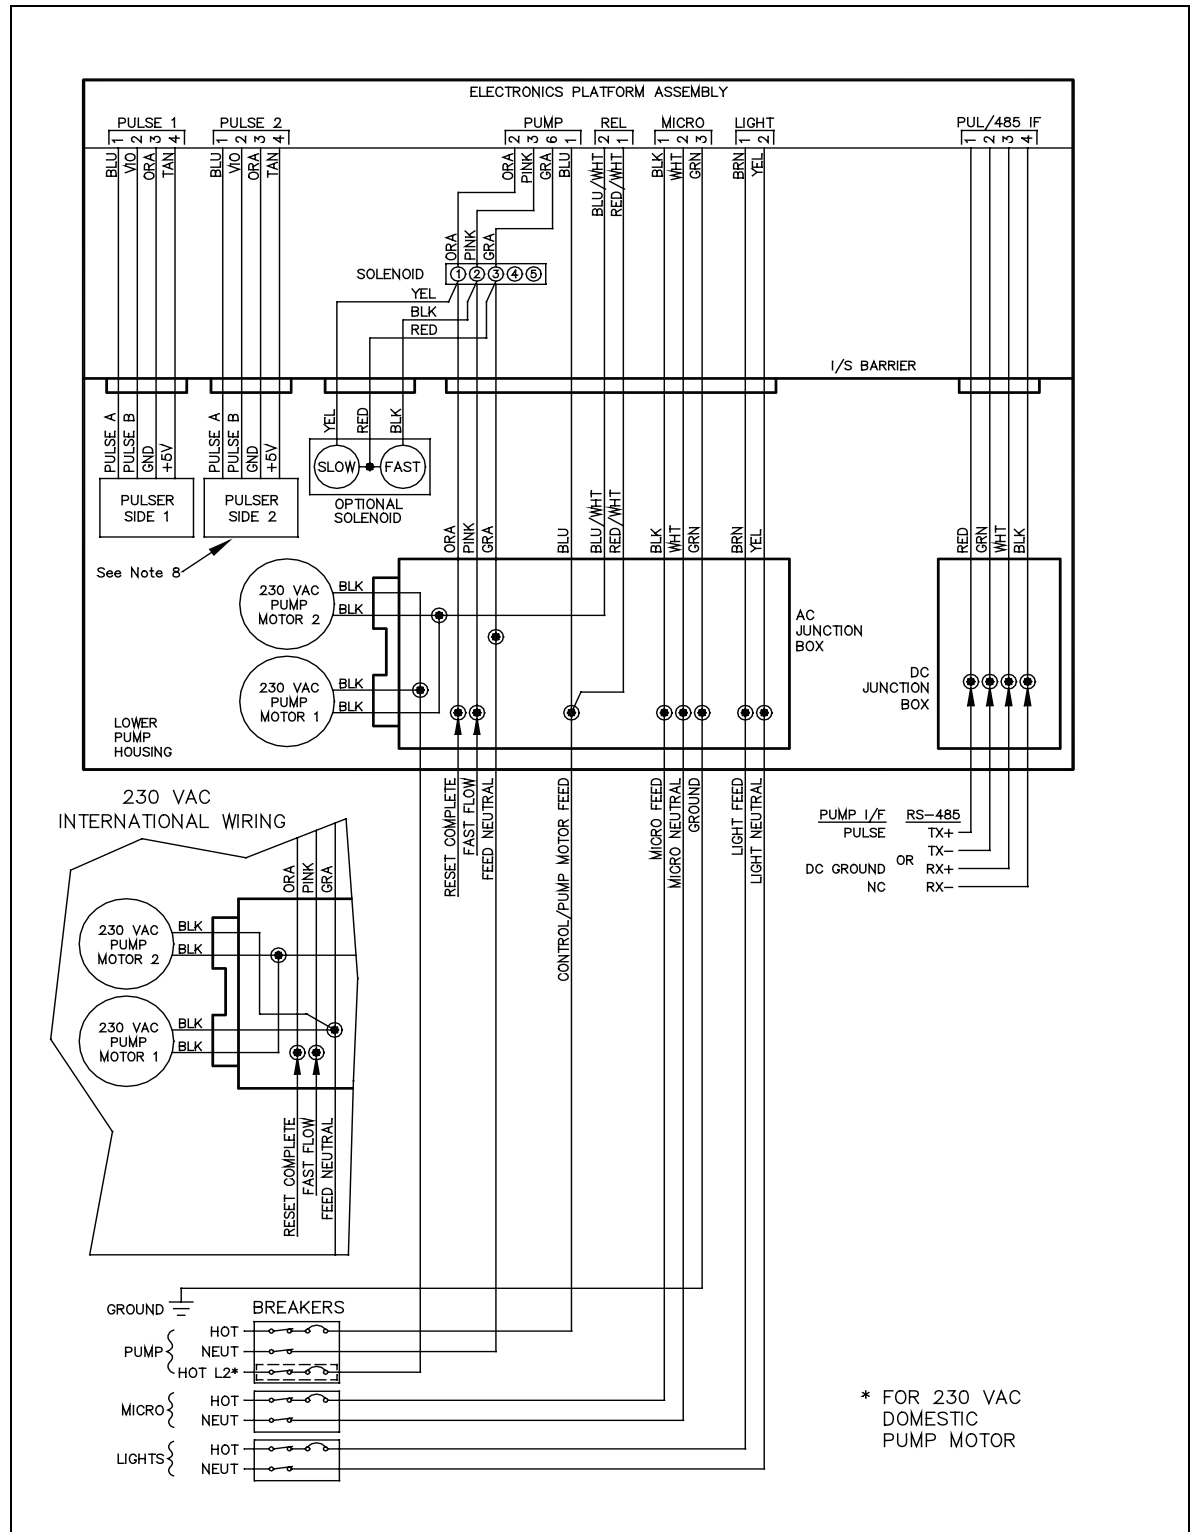 ELECTRONICS PLATFORM ASSEMBLY
PULSE 1
PULSE 2
PUMP
REL
MICRO
LIGHT
PUL/485 IF
1 2 3 4
1 2 3 4
2 3 6 1
2 1
1 2 3
1 2
1 2 3 4
BLU VIO ORA TAN
BLU VIO ORA TAN
ORA PINK GRA BLU
BLU/WHT RED/WHT
BLK WHT GRN
BRN YEL
ORA PINK GRA
SOLENOID
1 2 3 4 5
YEL
BLK
RED
I/S BARRIER
PULSE A PULSE B GND +5V
PULSE A PULSE B GND +5V
YEL RED BLK
SLOW
FAST
OPTIONAL
SOLENOID
PULSER
SIDE 1
PULSER
SIDE 2
See Note 8
ORA PINK GRA
BLU
BLU/WHT RED/WHT
BLK WHT GRN
BRN YEL
RED GRN WHT BLK
230 VAC
PUMP
MOTOR 2
BLK
BLK
230 VAC
PUMP
MOTOR 1
BLK
BLK
AC
JUNCTION
BOX
DC
JUNCTION
BOX
LOWER
PUMP
HOUSING
RESET COMPLETE
FAST FLOW
FEED NEUTRAL
CONTROL/PUMP MOTOR FEED
MICRO FEED
MICRO NEUTRAL
GROUND
LIGHT FEED
LIGHT NEUTRAL
PUMP I/F RS-485
PULSE TX+
TX-
OR
DC GROUND RX+
NC RX-
230 VAC
INTERNATIONAL WIRING
ORA PINK GRA
230 VAC
PUMP
MOTOR 2
BLK
BLK
230 VAC
PUMP
MOTOR 1
BLK
BLK
RESET COMPLETE
FAST FLOW
FEED NEUTRAL
GROUND
BREAKERS
PUMP
HOT
NEUT
HOT L2*
MICRO
HOT
NEUT
LIGHTS
HOT
NEUT
* FOR 230 VAC
DOMESTIC
PUMP MOTOR